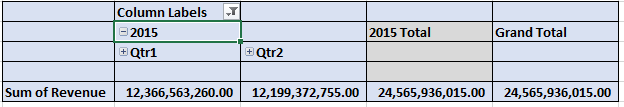 Column Labels
2015 2015 Total Grand Total
Qtr1 Qtr2
Sum of Revenue 12,366,563,260.00 12,199,372,755.00 24,565,936,015.00 24,565,936,015.00